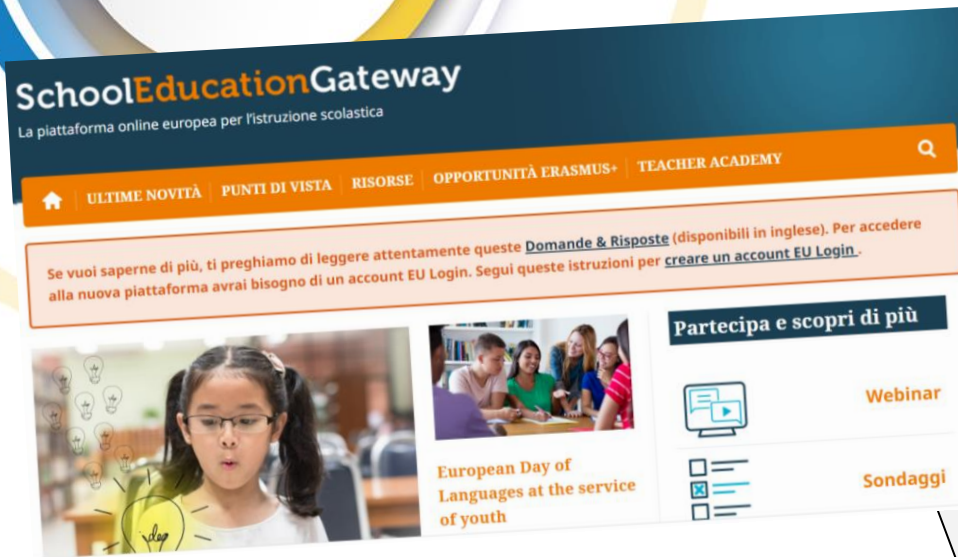 SchoolEducationGateway
La piattaforma online europea per l'istruzione scolastica
ULTIME NOVITÀ PUNTI DI VISTA RISORSE OPPORTUNITÀ ERASMUS+ TEACHER ACADEMY
Se vuoi saperne di più, ti preghiamo di leggere attentamente queste Domande & Risposte (disponibili in inglese). Per accedere
alla nuova piattaforma avrai bisogno di un account EU Login. Segui queste istruzioni per creare un account EU Login .
idea
European Day of
Languages at the service
of youth
Partecipa e scopri di più
Webinar
Sondaggi